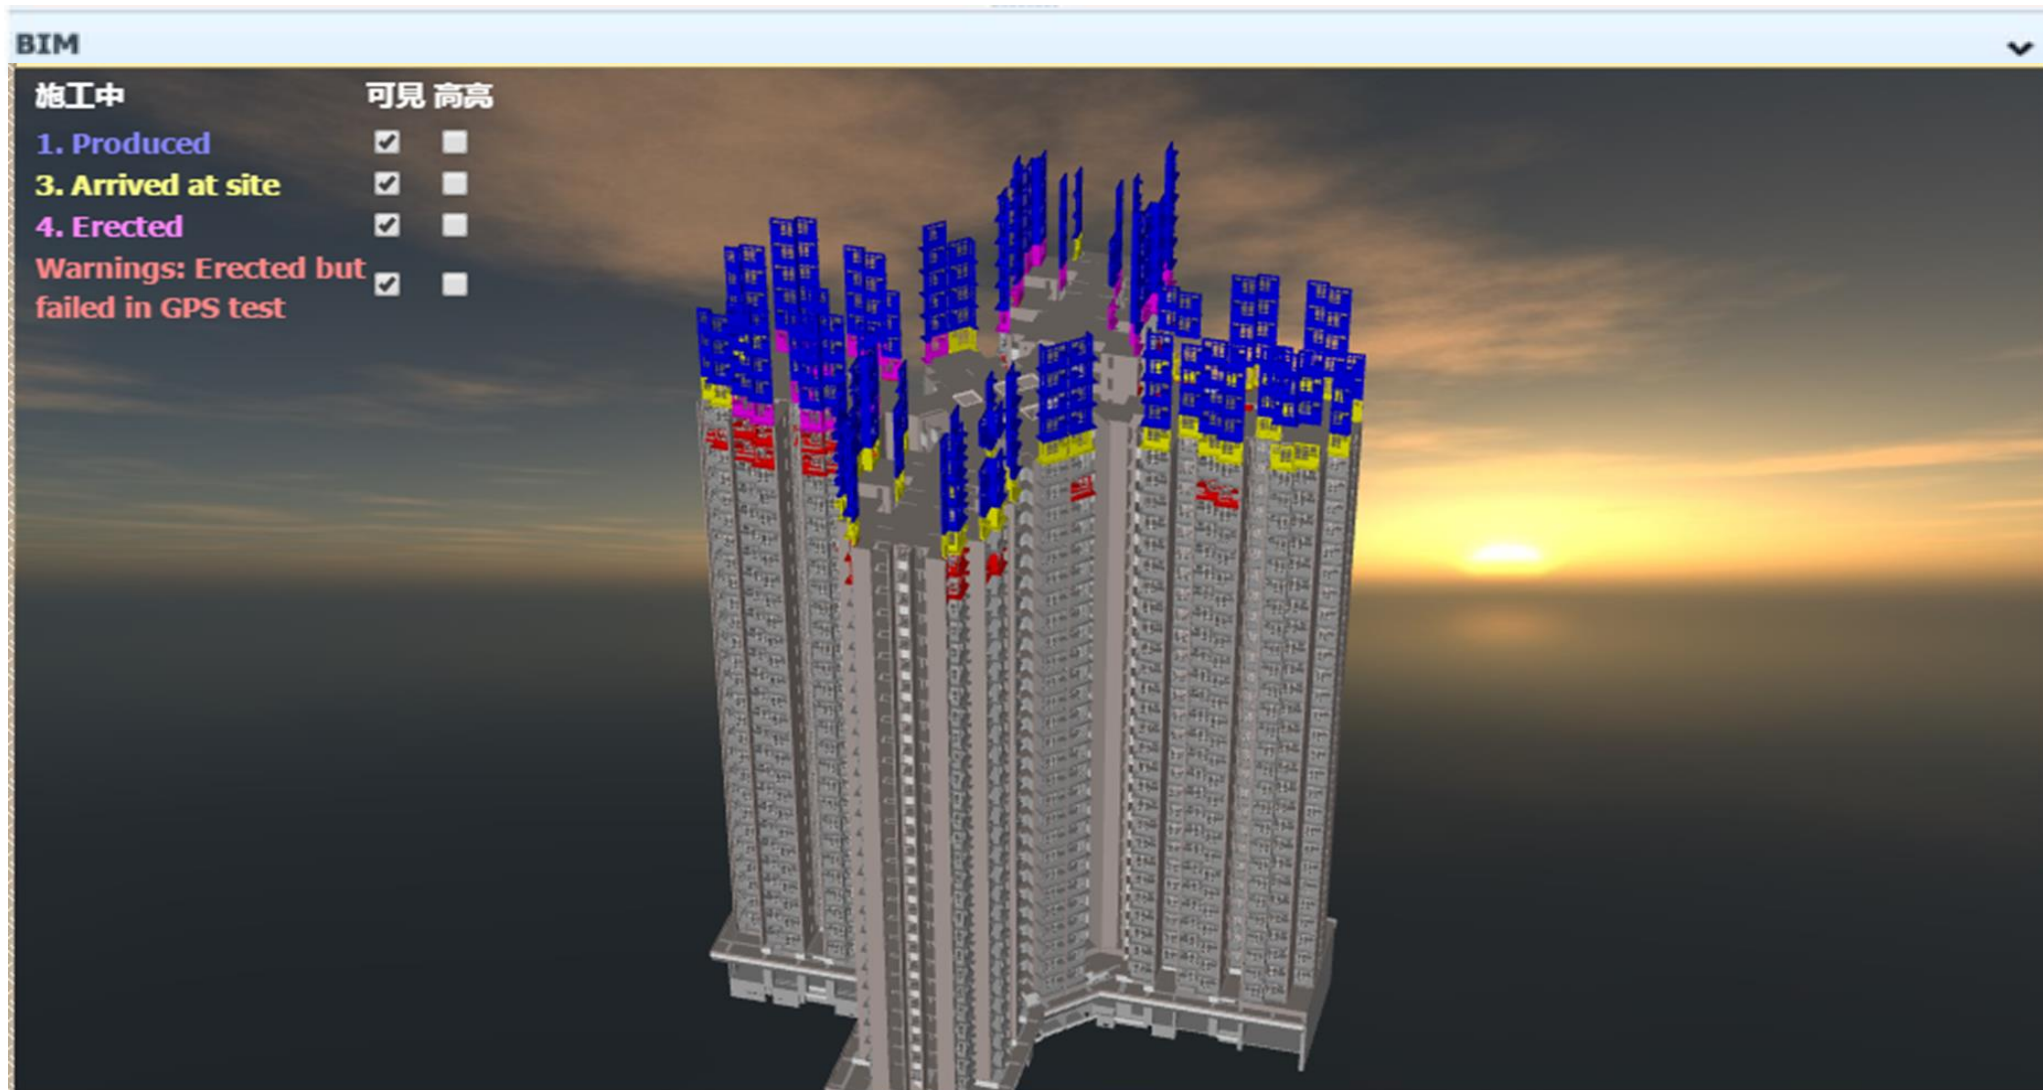 BIM
施工中 可見 高亮
1. Produced
3. Arrived at site
4. Erected
Warnings: Erected but
failed in GPS test